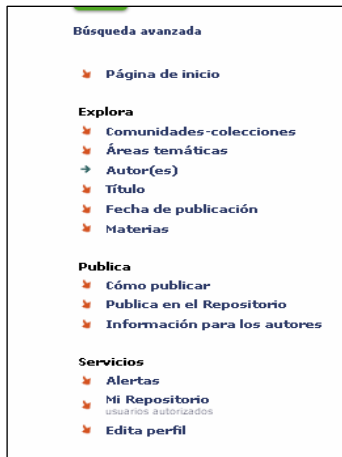 Búsqueda avanzada
Página de inicio
Explora
Comunidades-colecciones
Áreas temáticas
Autor(es)
Título
Fecha de publicación
Materias
Publica
Cómo publicar
Publica en el Repositorio
Información para los autores
Servicios
Alertas
Mi Repositorio
usuarios autorizados
Edita perfil